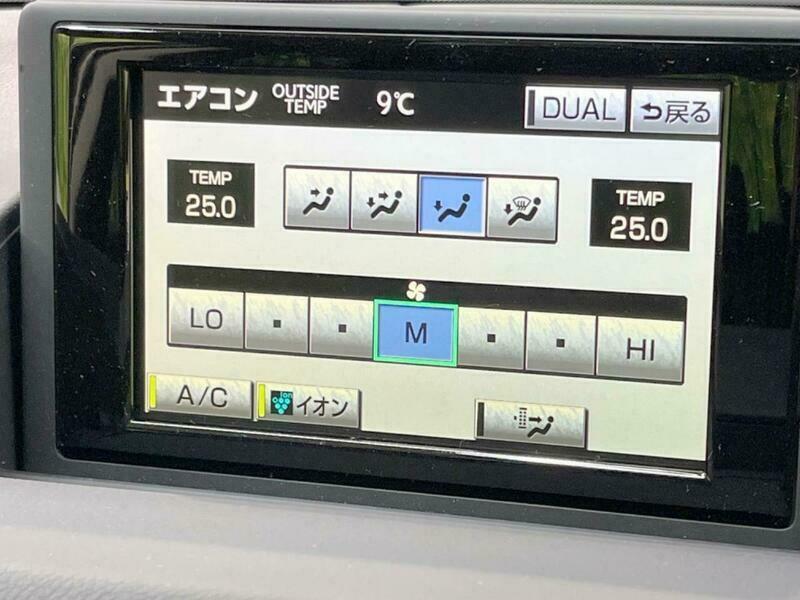 エアコン OUTSIDE TEMP 9℃ DUAL 戻る
TEMP 25.0
TEMP 25.0
LO M HI
A/C ion イオン